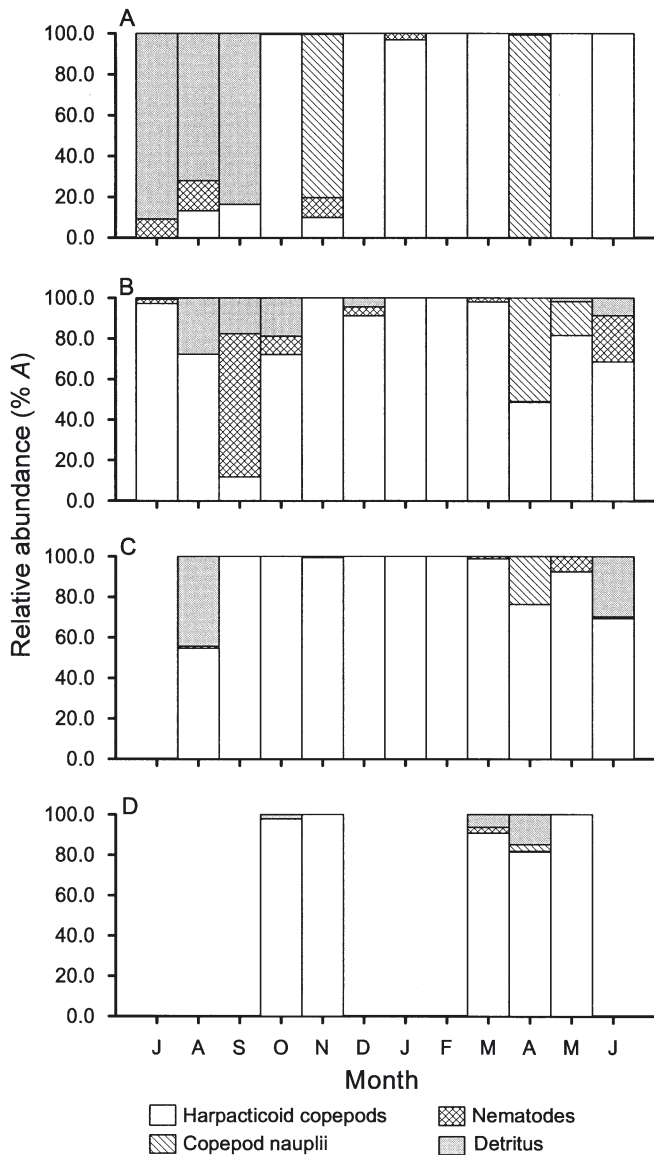 A
100.0
80.0
60.0
40.0
20.0
0.0
B
100.0
80.0
60.0
40.0
20.0
0.0
C
100.0
80.0
60.0
40.0
20.0
0.0
D
100.0
80.0
60.0
40.0
20.0
0.0
Relative abundance (% A)
J A S O N D J F M A M J
Month
Harpacticoid copepods
Nematodes
Copepod nauplii
Detritus